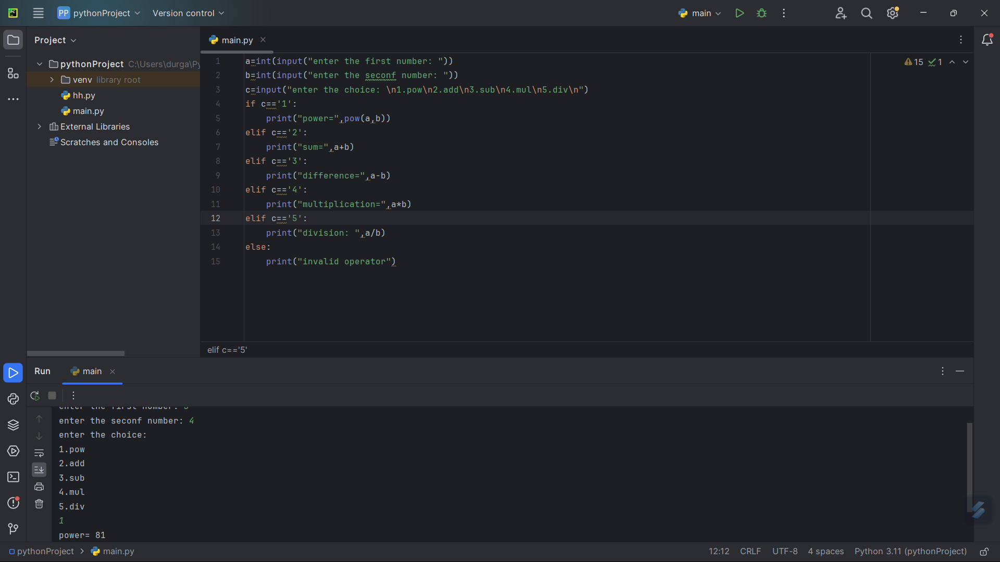 PP pythonProject Version control main
Project
main.py
pythonProject C:\Users\durga\Py
venv library root
hh.py
main.py
External Libraries
Scratches and Consoles
15 1
1 a=int(input("enter the first number: "))
2 b=int(input("enter the seconf number: "))
3 c=input("enter the choice: \n1.pow\n2.add\n3.sub\n4.mul\n5.div\n")
4 if c=='1':
5 print("power=",pow(a,b))
6 elif c=='2':
7 print("sum=",a+b)
8 elif c=='3':
9 print("difference=",a-b)
10 elif c=='4':
11 print("multiplication=",a*b)
12 elif c=='5':
13 print("division: ",a/b)
14 else:
15 print("invalid operator")
elif c=='5'
Run main
enter the first number:
enter the seconf number: 4
enter the choice:
1.pow
2.add
3.sub
4.mul
5.div
1
power= 81
pythonProject > main.py 12:12 CRLF UTF-8 4 spaces Python 3.11 (pythonProject)